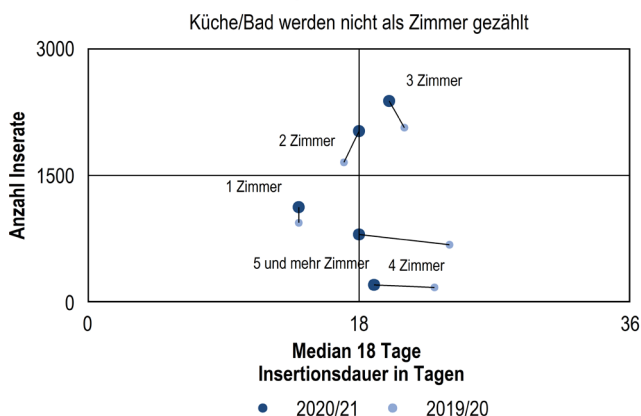 Küche/Bad werden nicht als Zimmer gezählt
3000
3 Zimmer
2 Zimmer
Anzahl Inserate
1500
1 Zimmer
5 und mehr Zimmer
4 Zimmer
0
0
18
36
Median 18 Tage
Insertionsdauer in Tagen
2020/21
2019/20